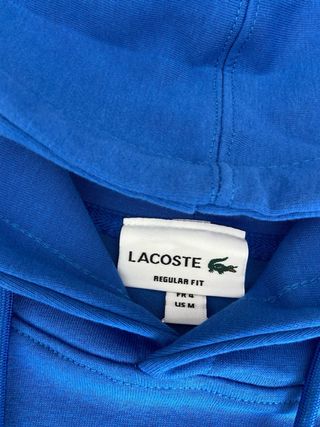 LACOSTE
REGULAR FIT
FR 4
US M